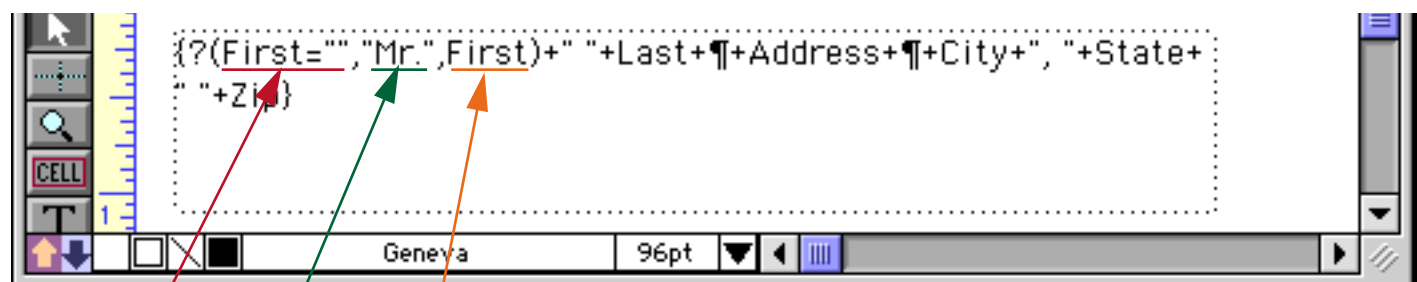 {?(First="","Mr.",First)+" "+Last+¶+Address+¶+City+", "+State+
" "+Zip}
CELL
T
1
Geneva
96pt